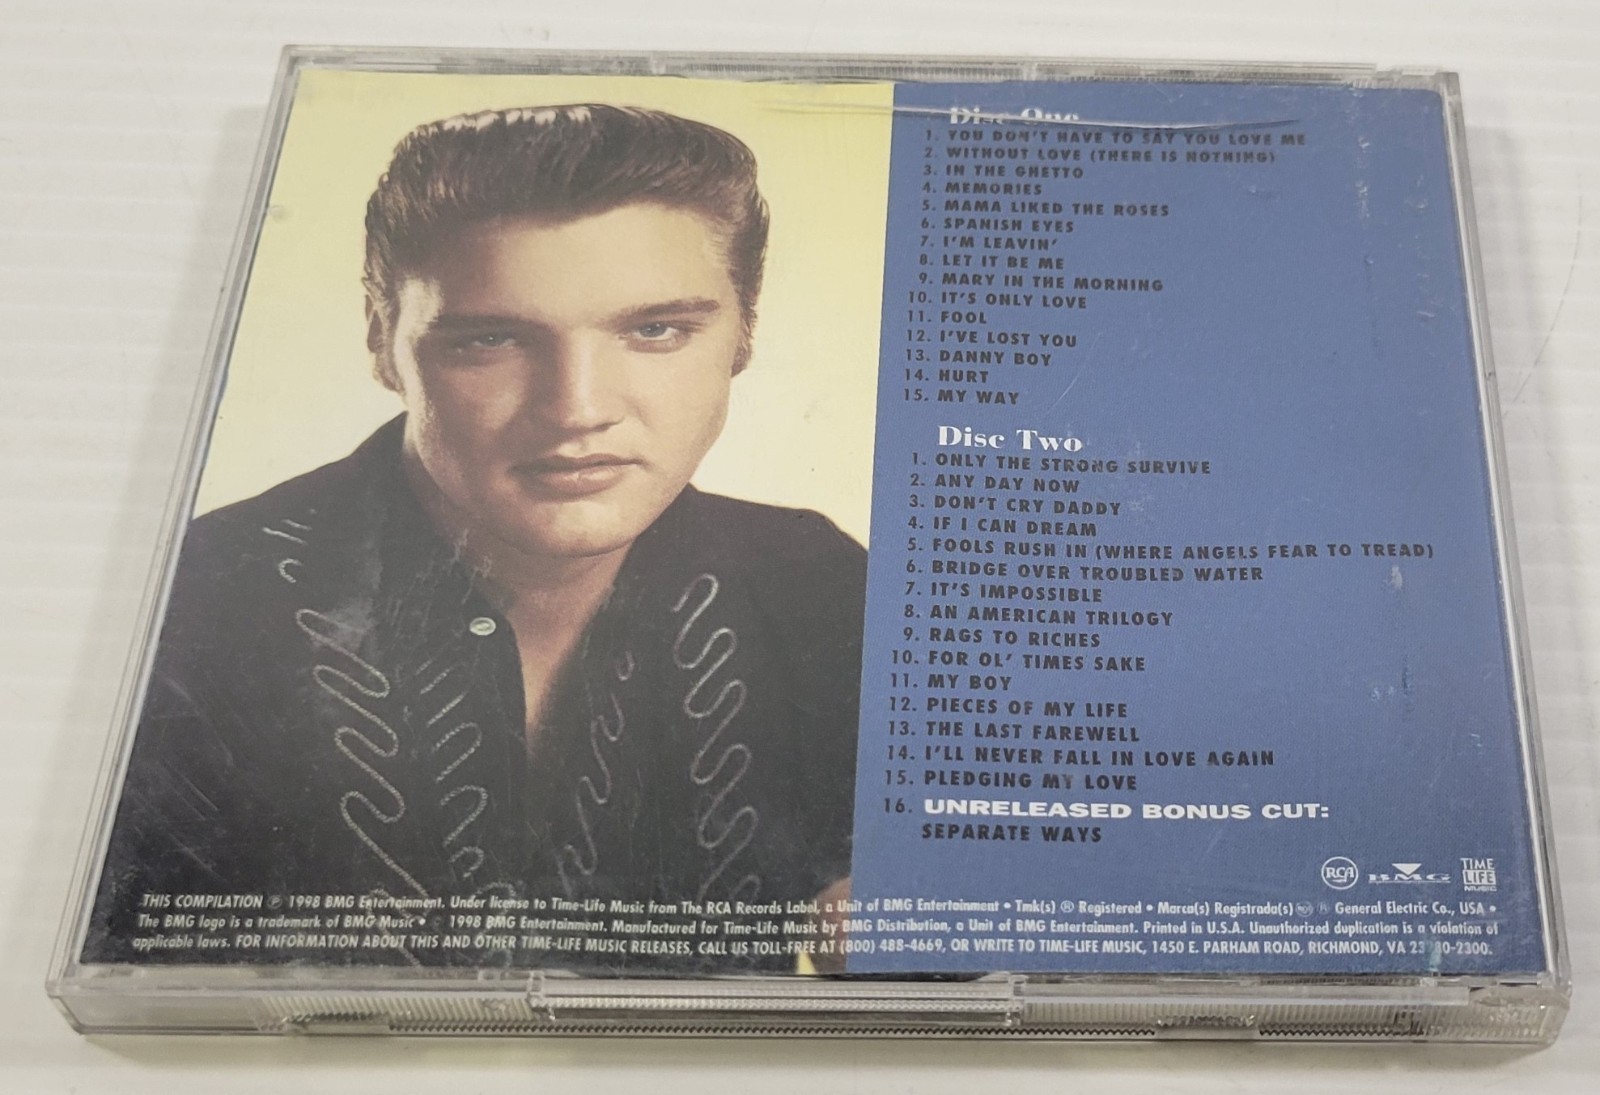 Disc One
1. YOU DON'T HAVE TO SAY YOU LOVE ME
2. WITHOUT LOVE (THERE IS NOTHING)
3. IN THE GHETTO
4. MEMORIES
5. MAMA LIKED THE ROSES
6. SPANISH EYES
7. I'M LEAVIN'
8. LET IT BE ME
9. MARY IN THE MORNING
10. IT'S ONLY LOVE
11. FOOL
12. I'VE LOST YOU
13. DANNY BOY
14. HURT
15. MY WAY
Disc Two
1. ONLY THE STRONG SURVIVE
2. ANY DAY NOW
3. DON'T CRY DADDY
4. IF I CAN DREAM
5. FOOLS RUSH IN (WHERE ANGELS FEAR TO TREAD)
6. BRIDGE OVER TROUBLED WATER
7. IT'S IMPOSSIBLE
8. AN AMERICAN TRILOGY
9. RAGS TO RICHES
10. FOR OL' TIMES SAKE
11. MY BOY
12. PIECES OF MY LIFE
13. THE LAST FAREWELL
14. I'LL NEVER FALL IN LOVE AGAIN
15. PLEDGING MY LOVE
16. UNRELEASED BONUS CUT:
SEPARATE WAYS
RCA
BMG
TIME
LIFE
MUSIC
THIS COMPILATION ℗ 1998 BMG Entertainment. Under license to Time-Life Music from The RCA Records Label, a Unit of BMG Entertainment • Tmk(s) ® Registered • Marca(s) Registrada(s) RCA ® General Electric Co., USA •
The BMG logo is a trademark of BMG Music • © 1998 BMG Entertainment. Manufactured for Time-Life Music by BMG Distribution, a Unit of BMG Entertainment. Printed in U.S.A. Unauthorized duplication is a violation of
applicable laws. FOR INFORMATION ABOUT THIS AND OTHER TIME-LIFE MUSIC RELEASES, CALL US TOLL-FREE AT (800) 488-4669, OR WRITE TO TIME-LIFE MUSIC, 1450 E. PARHAM ROAD, RICHMOND, VA